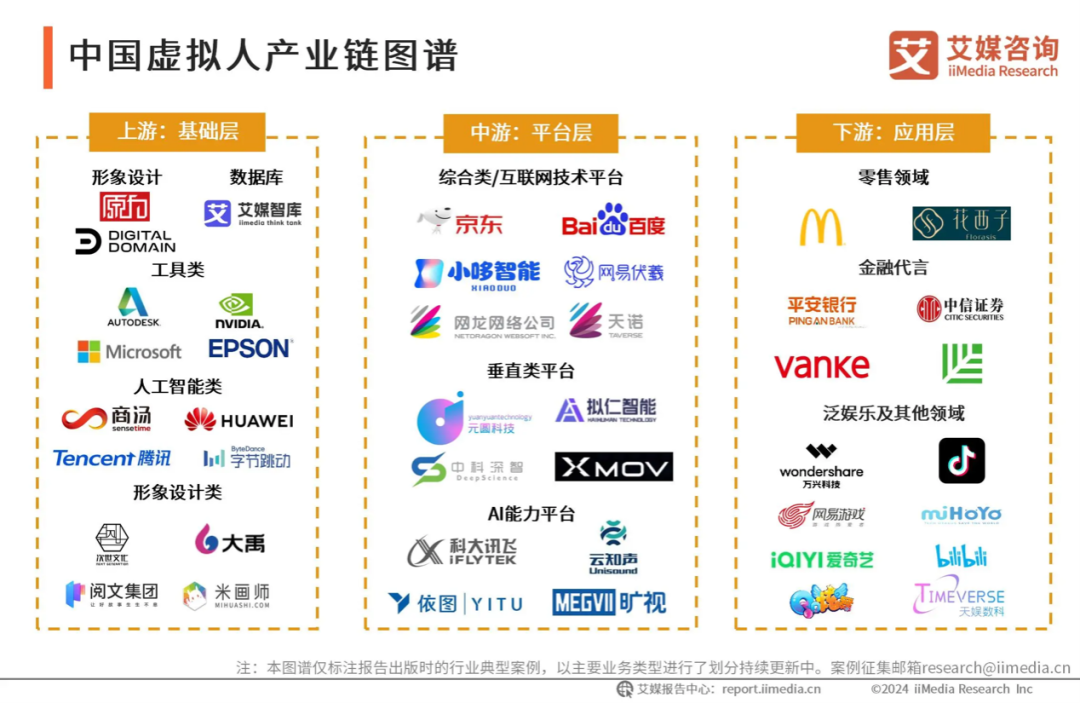 中国虚拟人产业链图谱
艾 艾媒咨询
iiMedia Research
上游：基础层
形象设计
数据库
原力
艾 艾媒智库
iimedia think tank
DIGITAL
DOMAIN
工具类
AUTODESK
NVIDIA
Microsoft
EPSON
人工智能类
商汤
sensetime
HUAWEI
Tencent 腾讯
ByteDance
字节跳动
形象设计类
次世文化
NEXT GENERATION
大禹
阅文集团
让好故事生生不息
米画师
MIHUASHI.COM
中游：平台层
综合类/互联网技术平台
京东
Bai du 百度
小哆智能
XIAODUO
网易伏羲
网龙网络公司
NETDRAGON WEBSOFT INC.
天诺
TAVERSE
垂直类平台
yuanyuantechnology
元圆科技
拟仁智能
中科深智
DeepScience
XMOV
AI能力平台
科大讯飞
iFLYTEK
云知声
Unisound
依图 YITU
MEGVII 旷视
下游：应用层
零售领域
花西子
Florasis
金融代言
平安银行
PING AN BANK
中信证券
CITIC SECURITIES
vanke
泛娱乐及其他领域
wondershare
万兴科技
网易游戏
miHoYo
iQIYI 爱奇艺
bilibili
TIMEVERSE
天娱数科
注：本图谱仅标注报告出版时的行业典型案例，以主要业务类型进行了划分持续更新中。案例征集邮箱research@iimedia.cn
艾媒报告中心：report.iimedia.cn
©2024 iiMedia Research Inc